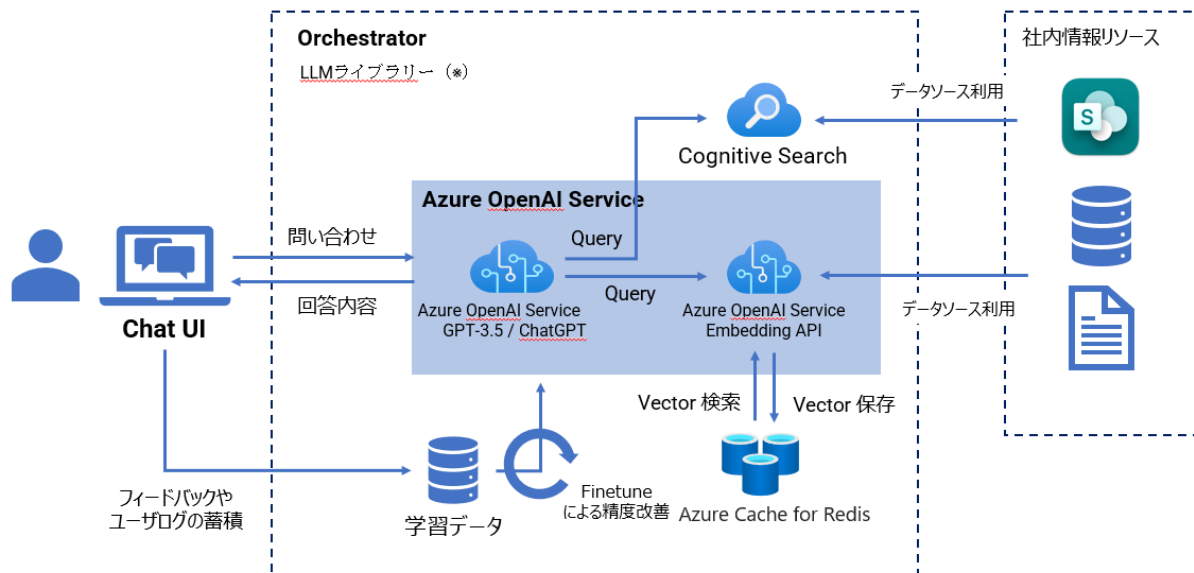 Orchestrator
LLMライブラリー（※）
社内情報リソース
データソース利用
S
Cognitive Search
Azure OpenAI Service
問い合わせ
Query
Query
回答内容
Azure OpenAI Service
GPT-3.5 / ChatGPT
Azure OpenAI Service
Embedding API
データソース利用
Chat UI
Vector 検索
Vector 保存
フィードバックや
ユーザログの蓄積
学習データ
Finetune
による精度改善
Azure Cache for Redis